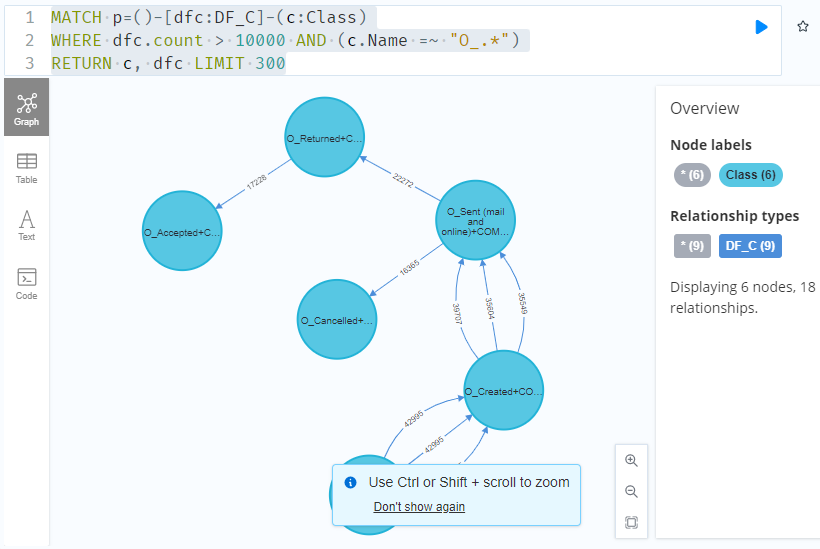 1 MATCH p=()-[dfc:DF_C]-(c:Class)
2 WHERE dfc.count > 10000 AND (c.Name =~ "O_.*")
3 RETURN c, dfc LIMIT 300
Graph
Table
Text
Code
O_Returned+C...
17228
22272
O_Accepted+C...
O_Sent (mail
and
online)+COM...
16365
O_Cancelled+...
39707
35604
35549
O_Created+CO...
42995
42995
Use Ctrl or Shift + scroll to zoom
Don't show again
Overview
Node labels
* (6) Class (6)
Relationship types
* (9) DF_C (9)
Displaying 6 nodes, 18
relationships.